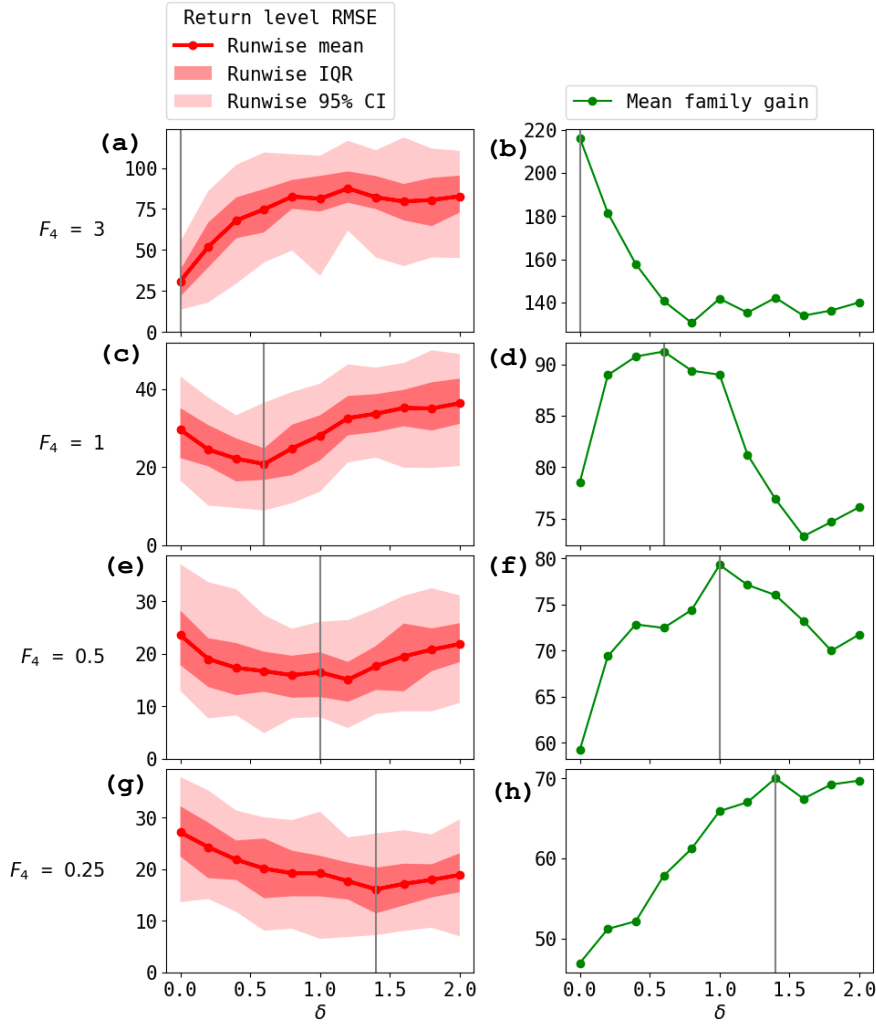 Return level RMSE
Runwise mean
Runwise IQR
Runwise 95% CI
Mean family gain
(a)
F4 = 3
100
75
50
25
0
(b)
220
200
180
160
140
(c)
F4 = 1
40
20
0
(d)
90
85
80
75
(e)
F4 = 0.5
30
20
10
0
(f)
80
75
70
65
60
(g)
F4 = 0.25
30
20
10
0
0.0 0.5 1.0 1.5 2.0
δ
(h)
70
60
50
0.0 0.5 1.0 1.5 2.0
δ